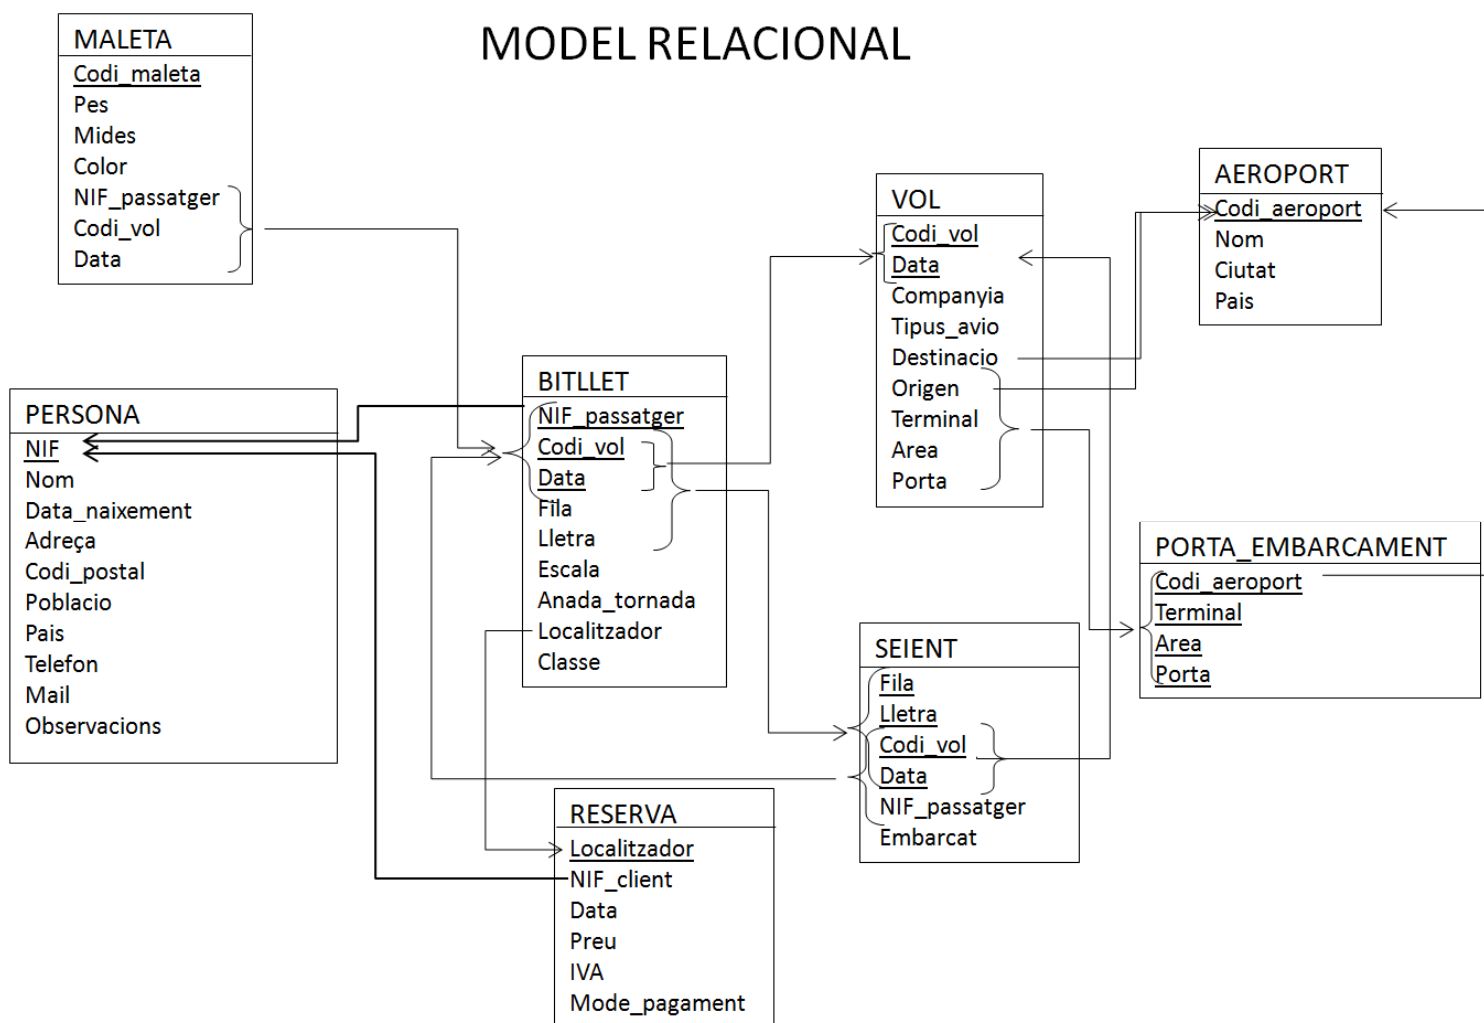 MODEL RELACIONAL
MALETA
Codi_maleta
Pes
Mides
Color
NIF_passatger
Codi_vol
Data
PERSONA
NIF
Nom
Data_naixement
Adreça
Codi_postal
Poblacio
Pais
Telefon
Mail
Observacions
BITLLET
NIF_passatger
Codi_vol
Data
Fila
Lletra
Escala
Anada_tornada
Localitzador
Classe
RESERVA
Localitzador
NIF_client
Data
Preu
IVA
Mode_pagament
VOL
Codi_vol
Data
Companyia
Tipus_avio
Destinacio
Origen
Terminal
Area
Porta
SEIENT
Fila
Lletra
Codi_vol
Data
NIF_passatger
Embarcat
AEROPORT
Codi_aeroport
Nom
Ciutat
Pais
PORTA_EMBARCAMENT
Codi_aeroport
Terminal
Area
Porta